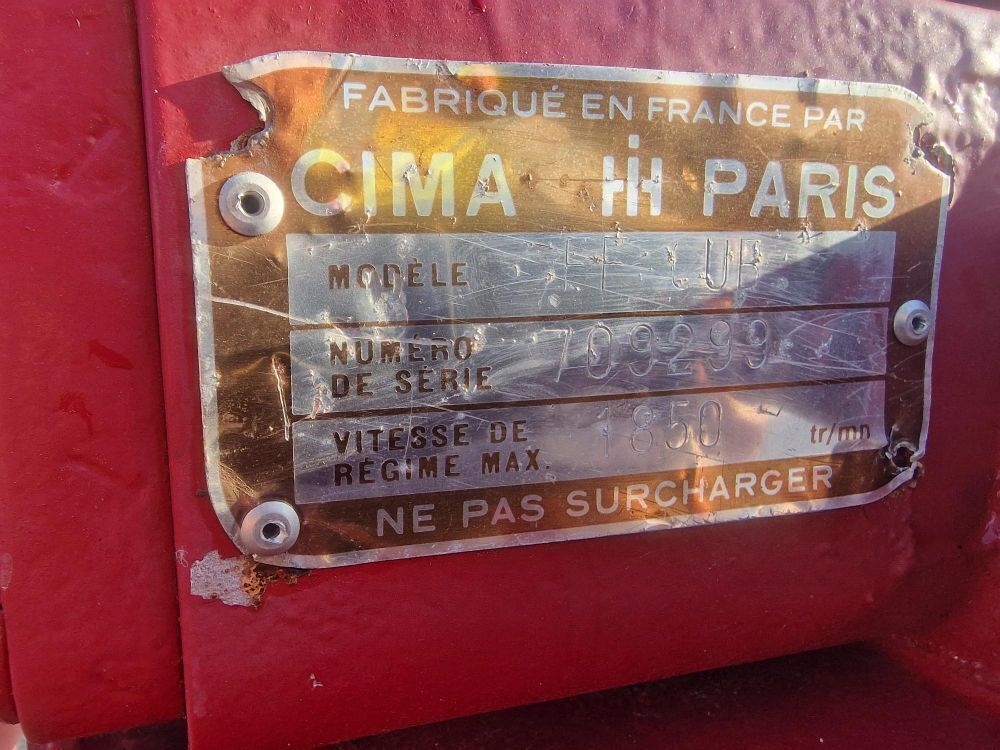 FABRIQUÉ EN FRANCE PAR
CIMA IH PARIS
MODÈLE FF CUB
NUMÉRO DE SÉRIE 709299
VITESSE DE RÉGIME MAX. 1850 tr/mn
NE PAS SURCHARGER